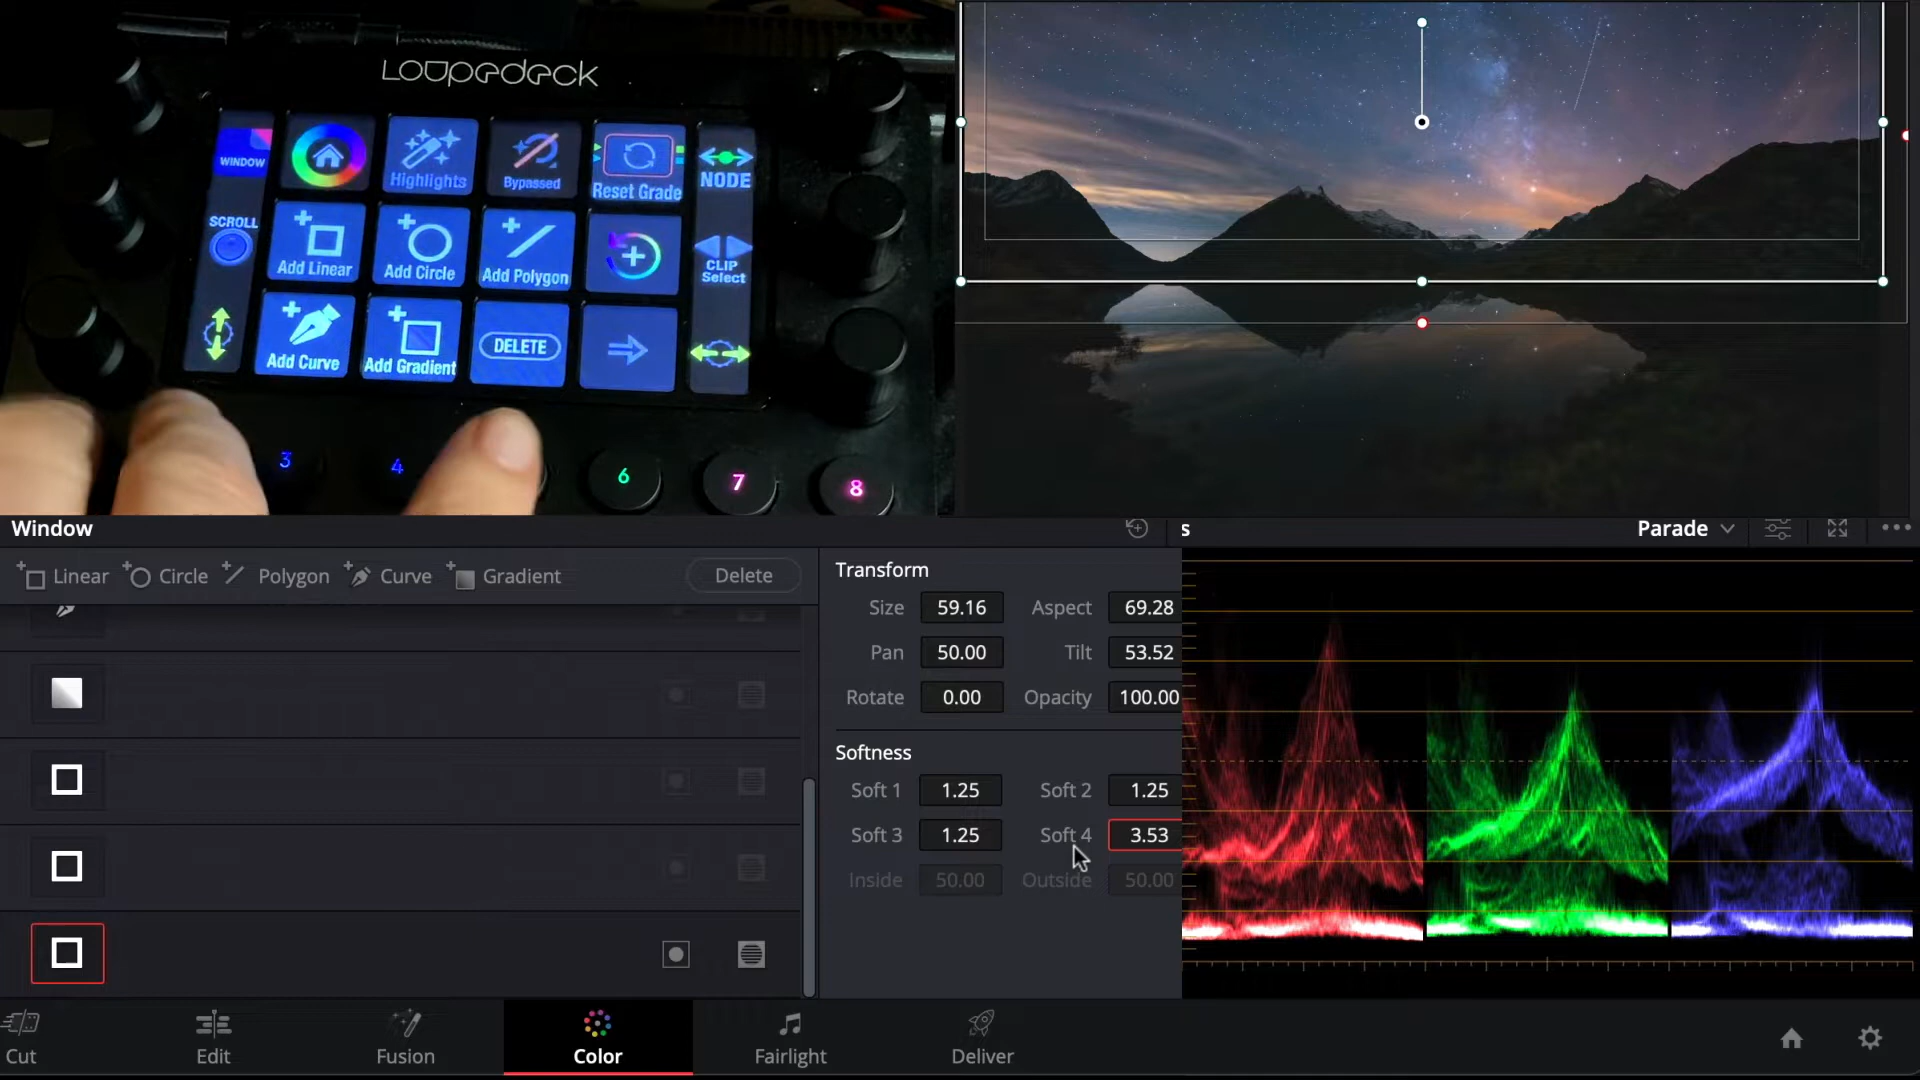 Loupedeck
WINDOW
Highlights
Bypassed
Reset Grade
NODE
SCROLL
Add Linear
Add Circle
Add Polygon
CLIP
Select
Add Curve
Add Gradient
DELETE
3
4
6
7
8
Window
s
Parade
Linear
Circle
Polygon
Curve
Gradient
Delete
Transform
Size
59.16
Aspect
69.28
Pan
50.00
Tilt
53.52
Rotate
0.00
Opacity
100.00
Softness
Soft 1
1.25
Soft 2
1.25
Soft 3
1.25
Soft 4
3.53
Inside
50.00
Outside
50.00
Cut
Edit
Fusion
Color
Fairlight
Deliver